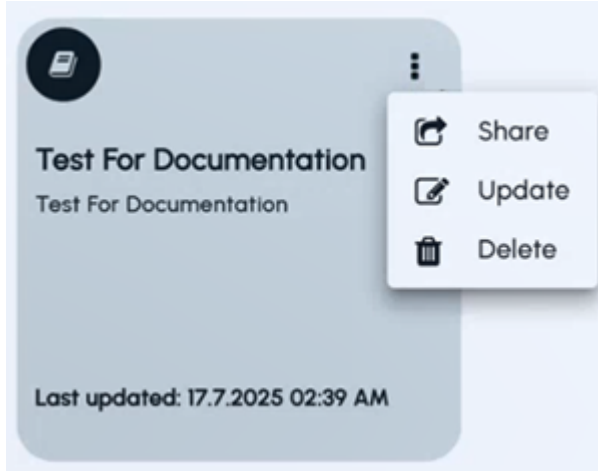 Test For Documentation
Test For Documentation
Last updated: 17.7.2025 02:39 AM
Share
Update
Delete